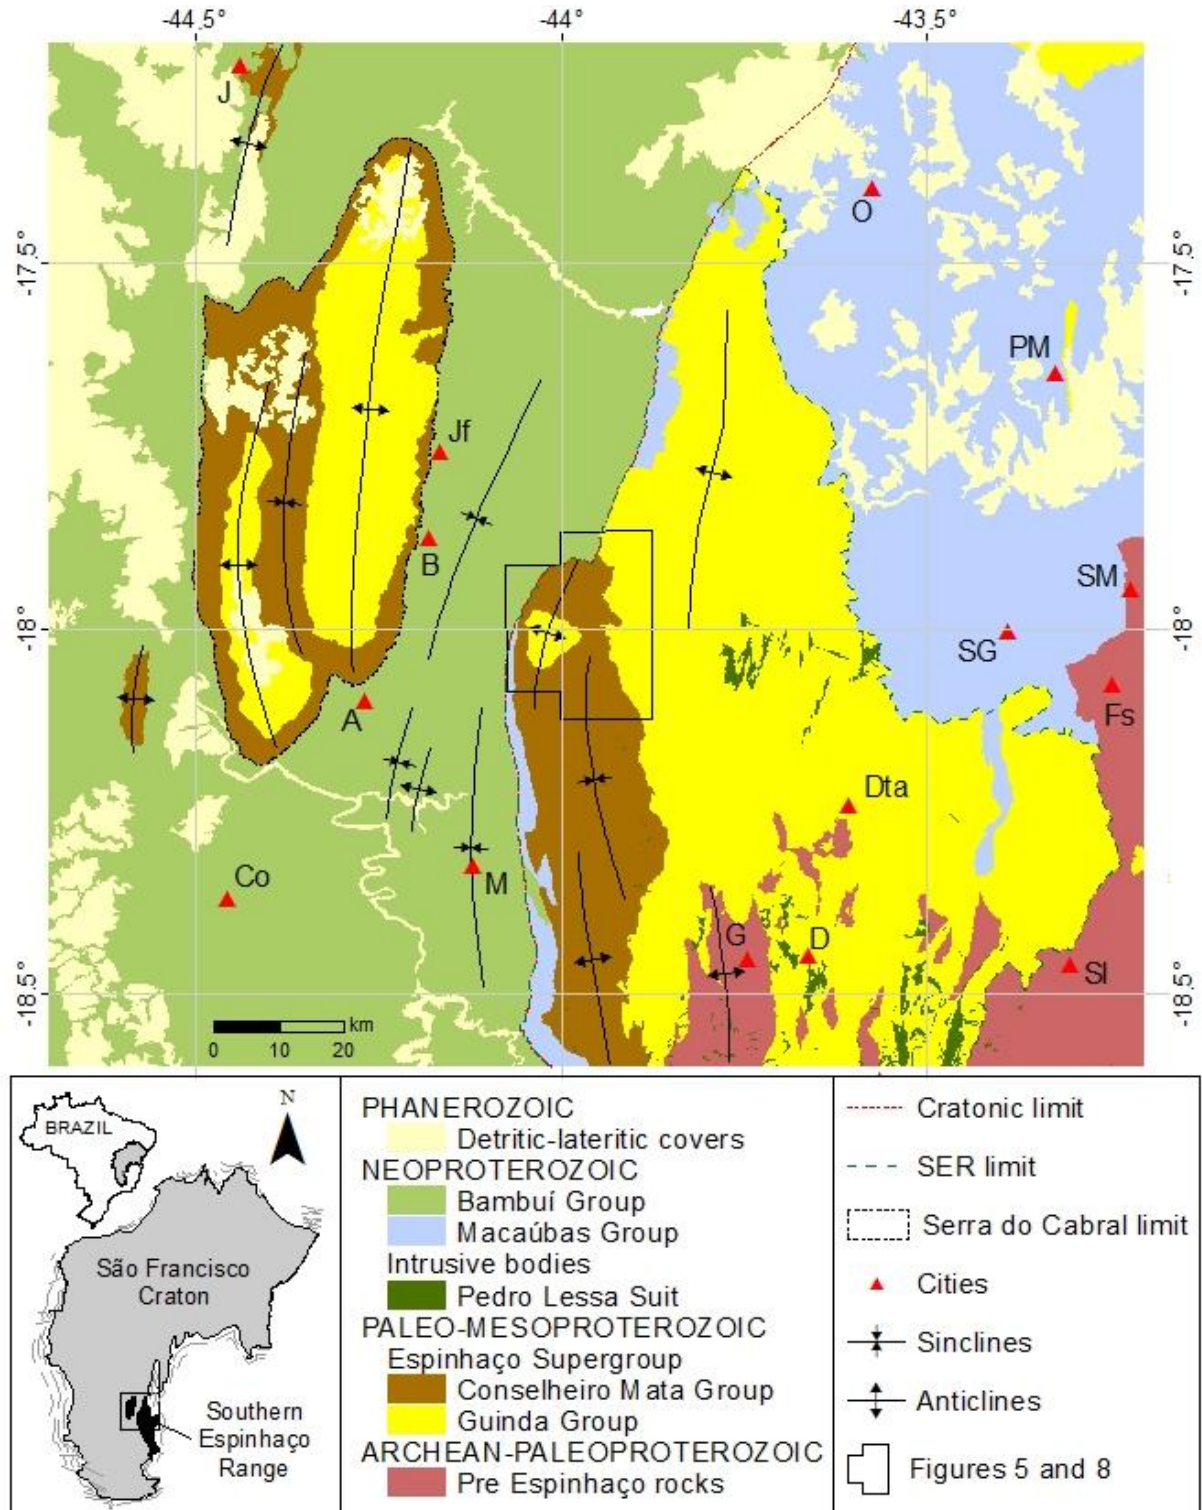 -44.5°
-44°
-43.5°
J
O
-17.5°
-17.5°
PM
Jf
B
SM
-18°
-18°
SG
Fs
A
Dta
Co
M
G
D
SI
-18.5°
-18.5°
km
0 10 20
BRAZIL
N
São Francisco
Craton
Southern
Espinhaço
Range
PHANEROZOIC
Detritic-lateritic covers
NEOPROTEROZOIC
Bambuí Group
Macaúbas Group
Intrusive bodies
Pedro Lessa Suit
PALEO-MESOPROTEROZOIC
Espinhaço Supergroup
Conselheiro Mata Group
Guinda Group
ARCHEAN-PALEOPROTEROZOIC
Pre Espinhaço rocks
Cratonic limit
SER limit
Serra do Cabral limit
Cities
Sinclines
Anticlines
Figures 5 and 8